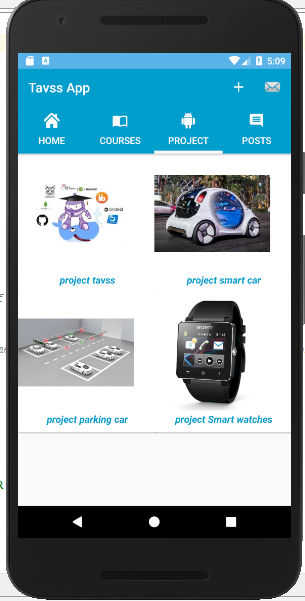 5:09
Tavss App
HOME COURSES PROJECT POSTS
project tavss project smart car
SONY
project parking car project Smart watches